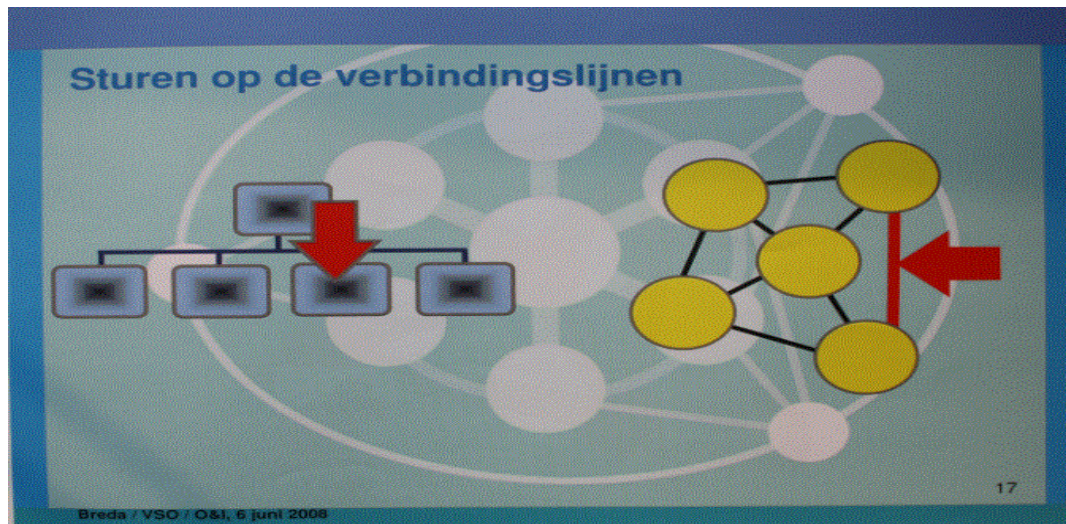 Sturen op de verbindingslijnen
17
Breda / VSO / O&I, 6 juni 2008